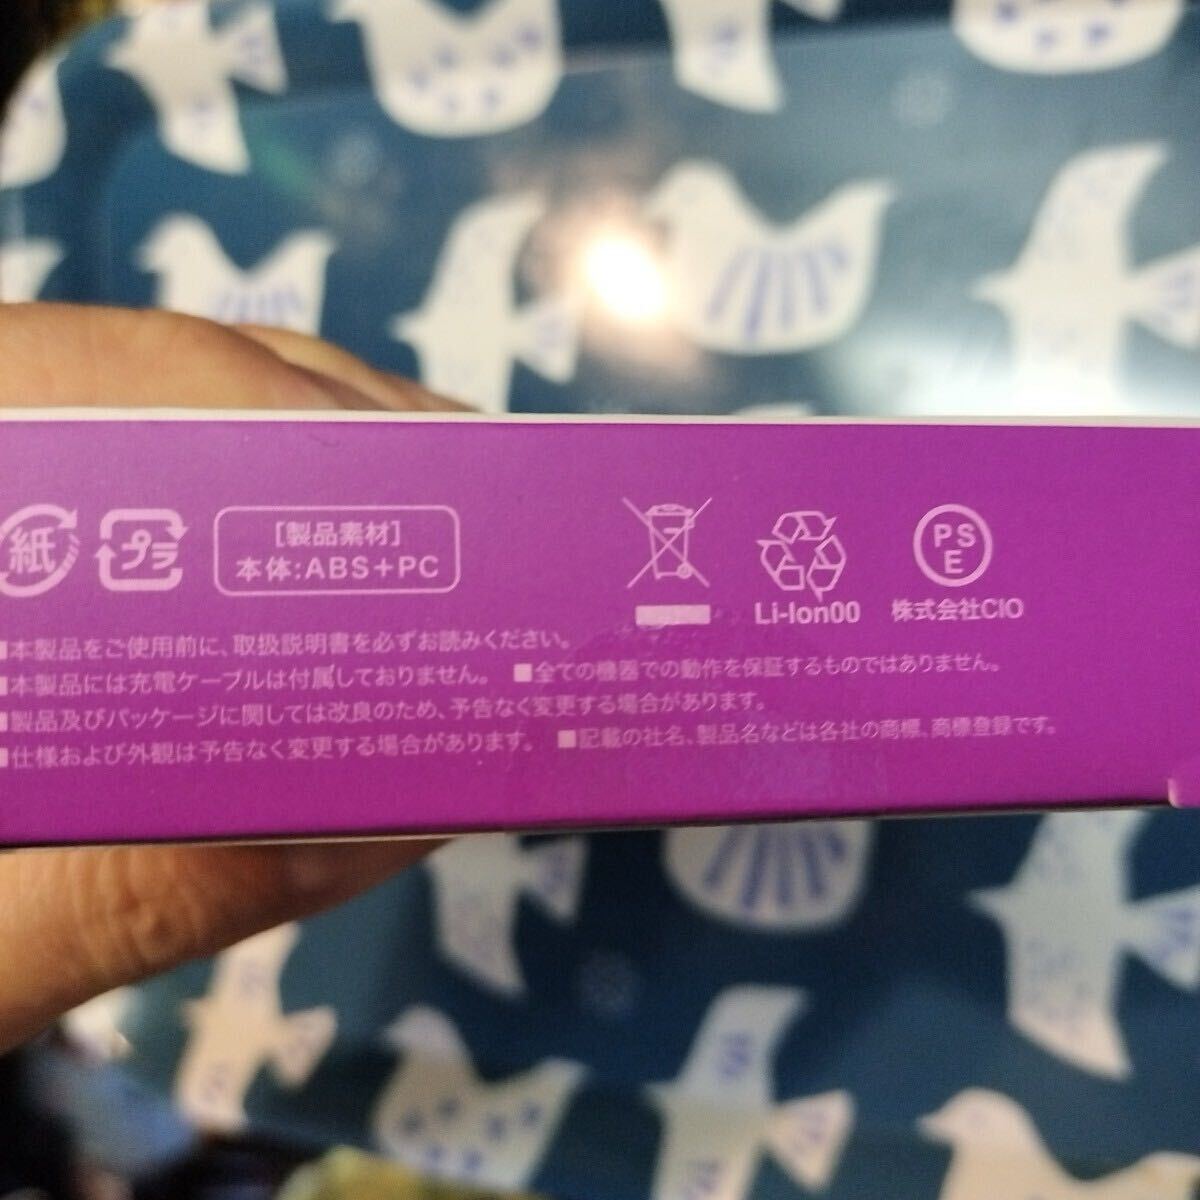 紙
プラ
[製品素材]
本体:ABS+PC
Li-Ion00
PS
E
株式会社CIO
■本製品をご使用前に、取扱説明書を必ずお読みください。
■本製品には充電ケーブルは付属しておりません。 ■全ての機器での動作を保証するものではありません。
■製品及びパッケージに関しては改良のため、予告なく変更する場合があります。
■仕様および外観は予告なく変更する場合があります。 ■記載の社名、製品名などは各社の商標、商標登録です。